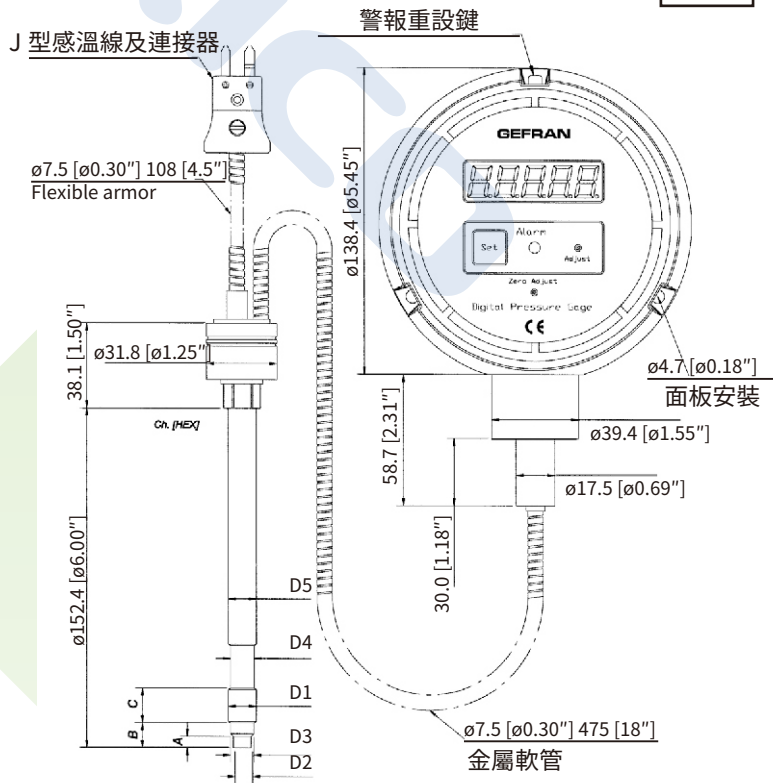 警報重設鍵
J 型感溫線及連接器
GEFRAN
ø7.5 [ø0.30"] 108 [4.5"]
Flexible armor
ø138.4 [ø5.45"]
Alarm
Set
Adjust
Zero Adjust
Digital Pressure Gage
CE
38.1 [1.50"]
ø31.8 [ø1.25"]
ø4.7 [ø0.18"]
面板安裝
Ch. [HEX]
58.7 [2.31"]
ø39.4 [ø1.55"]
ø17.5 [ø0.69"]
30.0 [1.18"]
ø152.4 [ø6.00"]
D5
D4
D1
C
B
A
D3
D2
ø7.5 [ø0.30"] 475 [18"]
金屬軟管